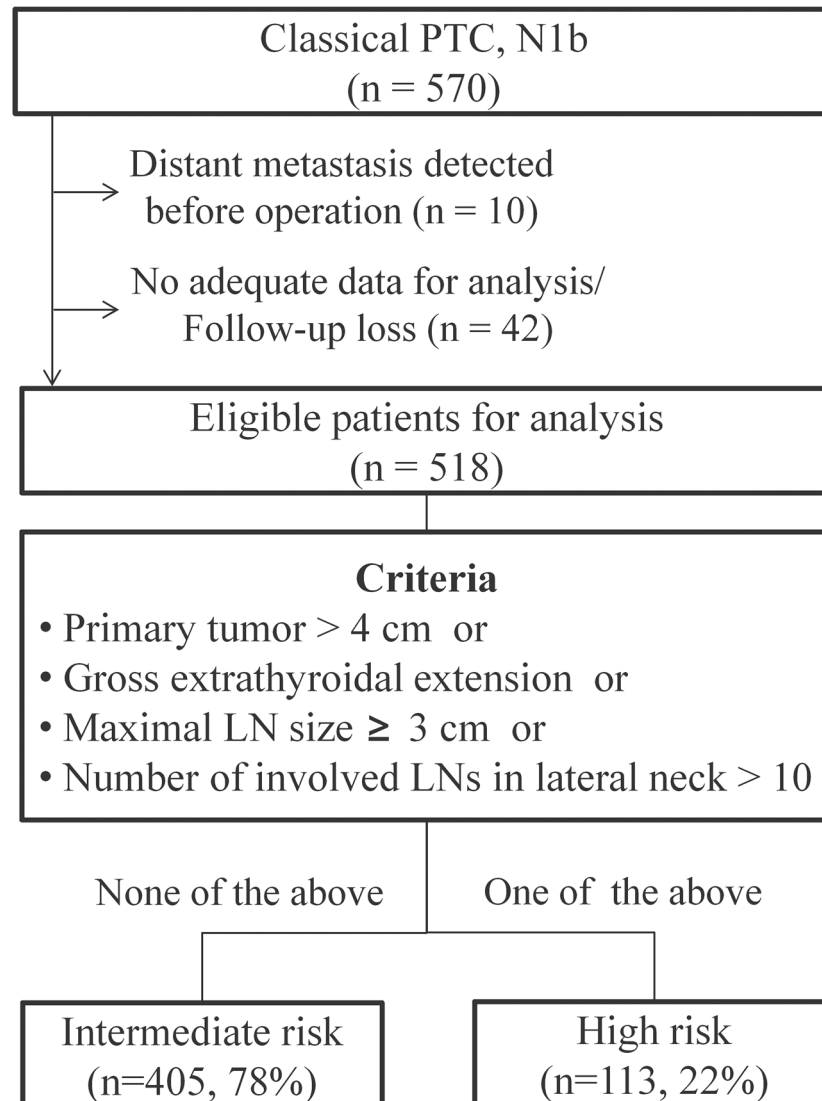 Classical PTC, N1b
(n = 570)
Distant metastasis detected
before operation (n = 10)
No adequate data for analysis/
Follow-up loss (n = 42)
Eligible patients for analysis
(n = 518)
Criteria
• Primary tumor > 4 cm or
• Gross extrathyroidal extension or
• Maximal LN size ≥ 3 cm or
• Number of involved LNs in lateral neck > 10
None of the above
One of the above
Intermediate risk
(n=405, 78%)
High risk
(n=113, 22%)